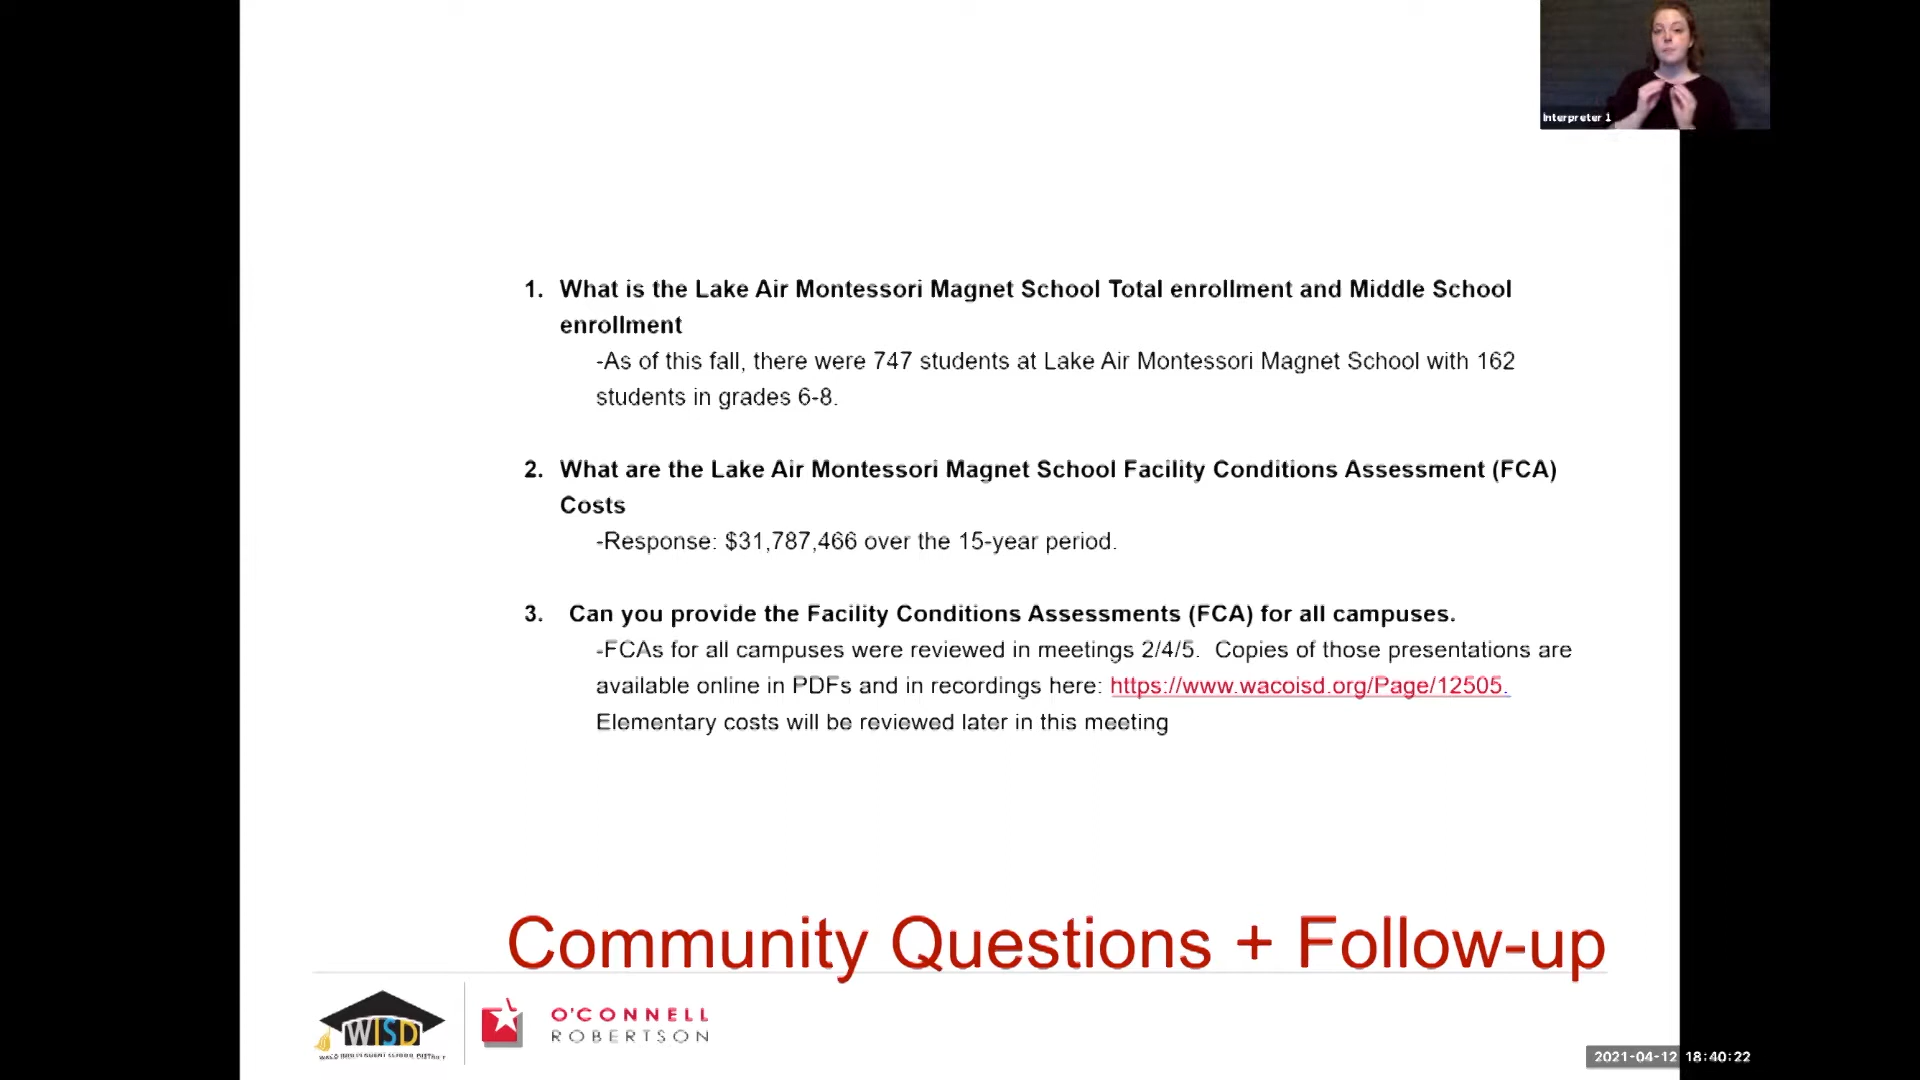 Interpreter 1
1. What is the Lake Air Montessori Magnet School Total enrollment and Middle School
enrollment
-As of this fall, there were 747 students at Lake Air Montessori Magnet School with 162
students in grades 6-8.
2. What are the Lake Air Montessori Magnet School Facility Conditions Assessment (FCA)
Costs
-Response: $31,787,466 over the 15-year period.
3. Can you provide the Facility Conditions Assessments (FCA) for all campuses.
-FCAs for all campuses were reviewed in meetings 2/4/5. Copies of those presentations are
available online in PDFs and in recordings here: https://www.wacoisd.org/Page/12505.
Elementary costs will be reviewed later in this meeting
Community Questions + Follow-up
WISD
WACO INDEPENDENT SCHOOL DISTRICT
O'CONNELL
ROBERTSON
2021-04-12 18:40:22